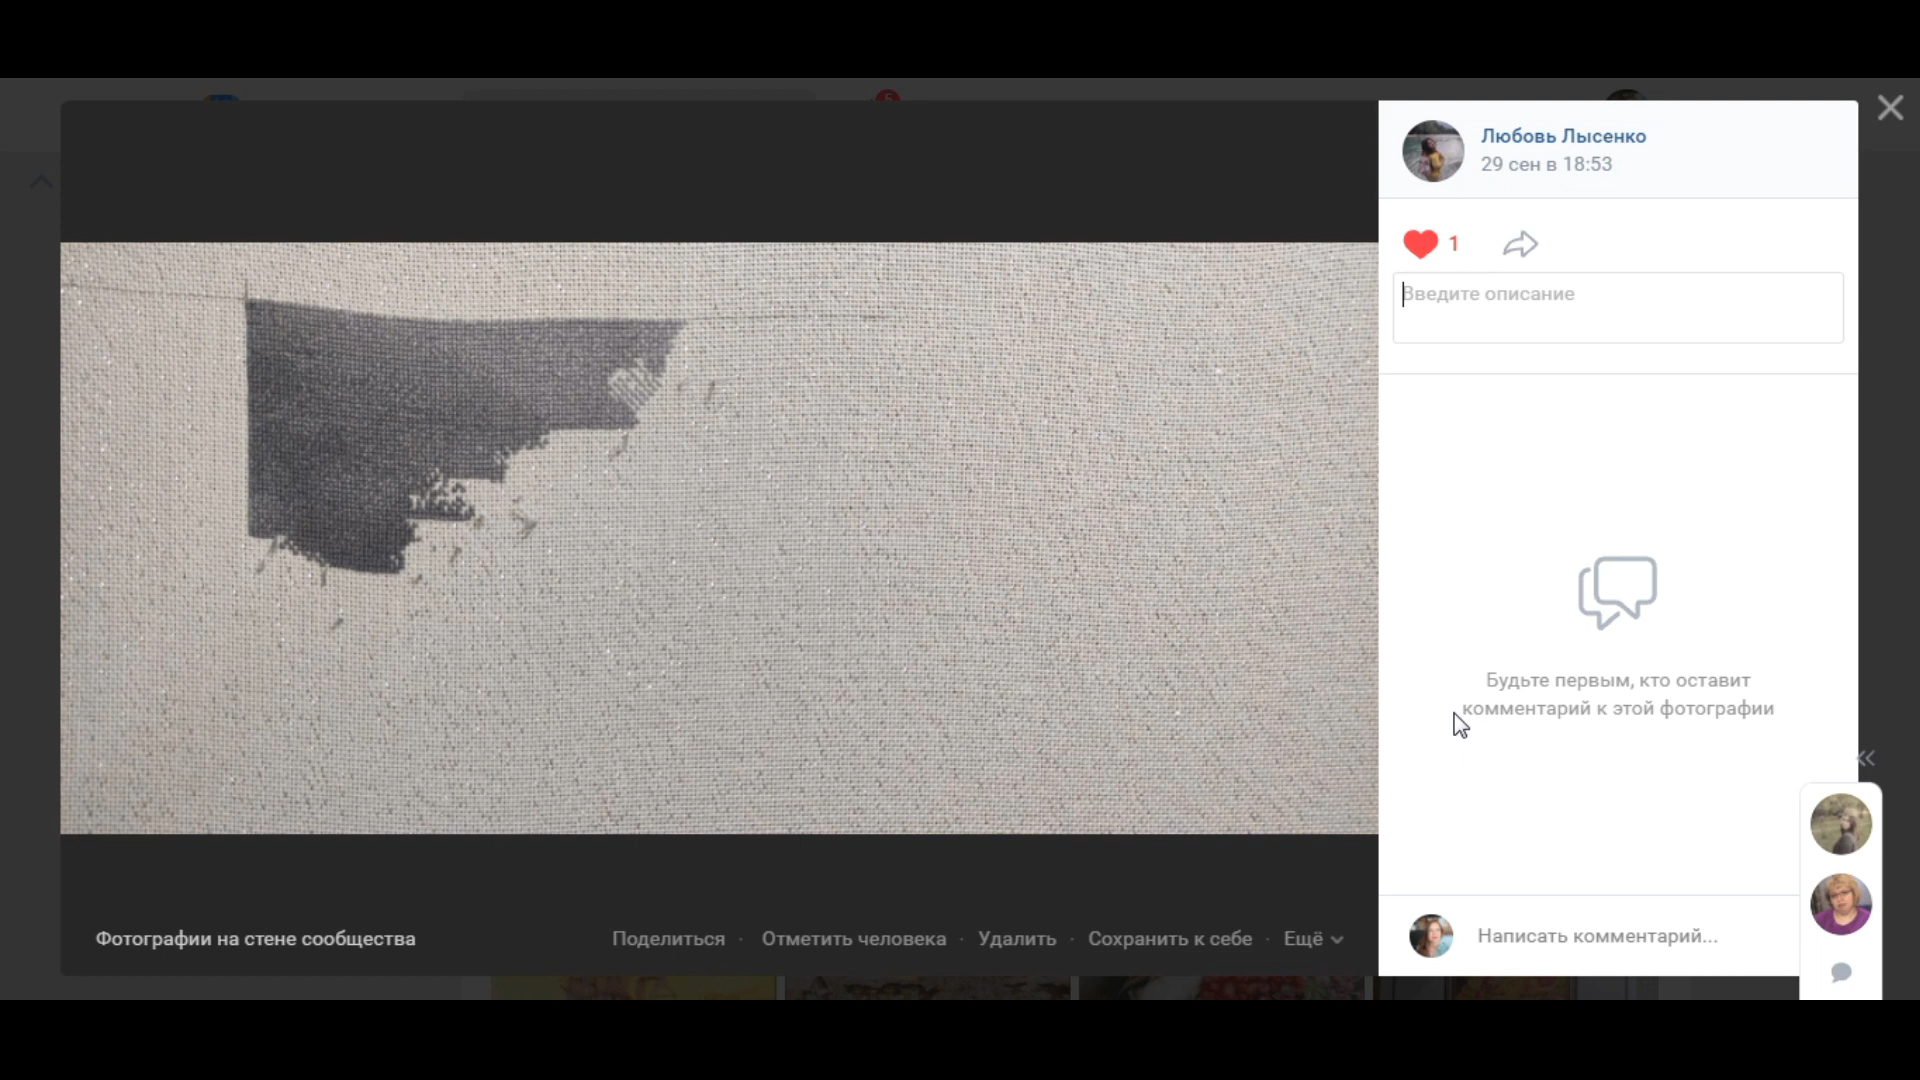 5
Любовь Лысенко
29 сен в 18:53
1
Введите описание
Будьте первым, кто оставит
комментарий к этой фотографии
Фотографии на стене сообщества
Поделиться · Отметить человека · Удалить · Сохранить к себе · Ещё
Написать комментарий...